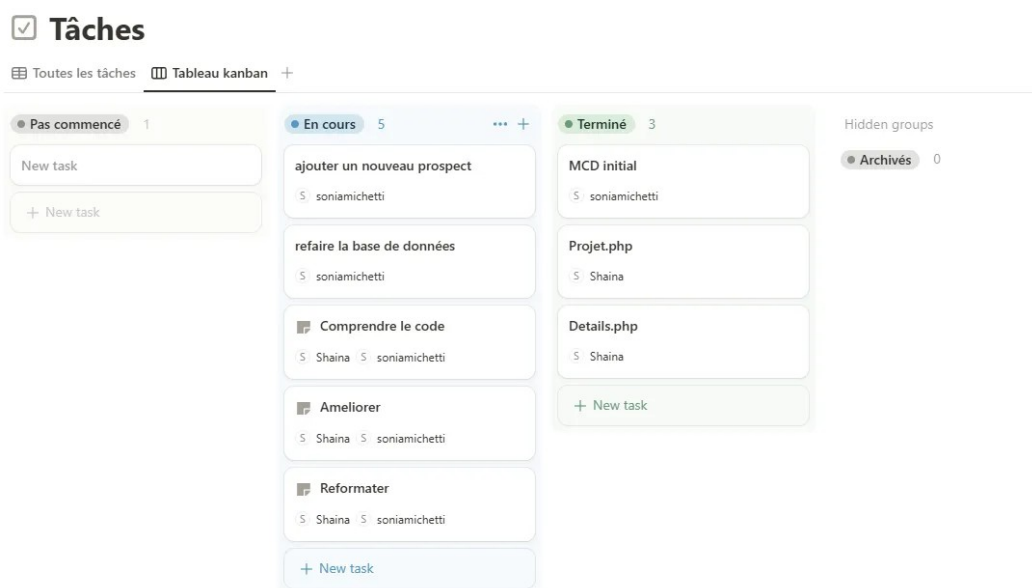 Tâches
Toutes les tâches Tableau kanban
Pas commencé 1
New task
+ New task
En cours 5
ajouter un nouveau prospect
S soniamichetti
refaire la base de données
S soniamichetti
Comprendre le code
S Shaina S soniamichetti
Ameliorer
S Shaina S soniamichetti
Reformater
S Shaina S soniamichetti
+ New task
Terminé 3
MCD initial
S soniamichetti
Projet.php
S Shaina
Details.php
S Shaina
+ New task
Hidden groups
Archivés 0